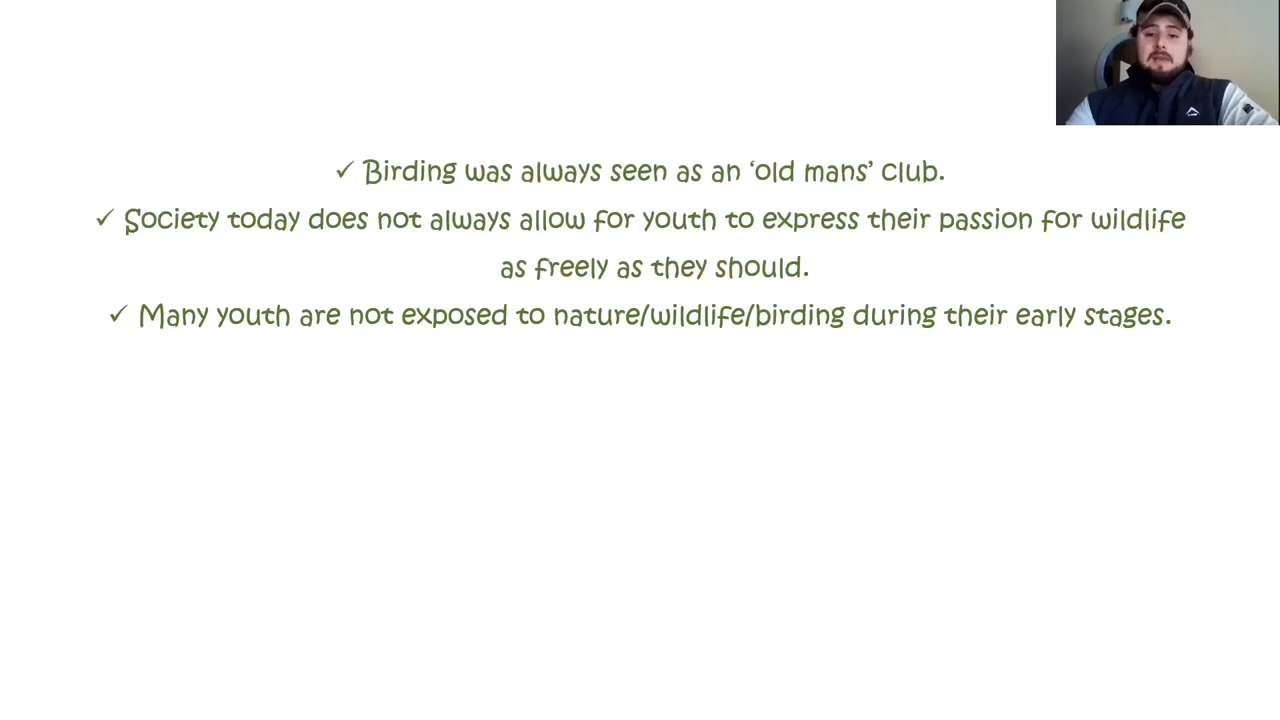 ✓ Birding was always seen as an ‘old mans’ club.
✓ Society today does not always allow for youth to express their passion for wildlife
as freely as they should.
✓ Many youth are not exposed to nature/wildlife/birding during their early stages.